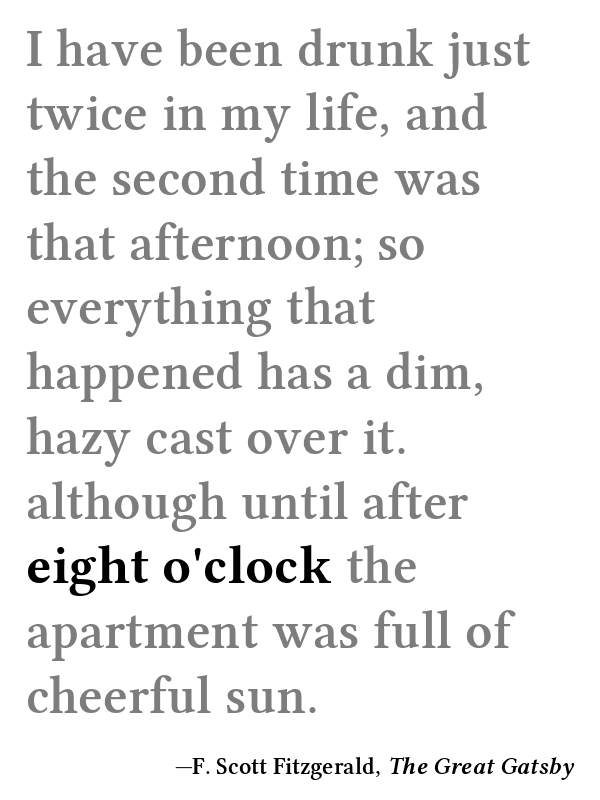 I have been drunk just
twice in my life, and
the second time was
that afternoon; so
everything that
happened has a dim,
hazy cast over it.
although until after
eight o'clock the
apartment was full of
cheerful sun.
—F. Scott Fitzgerald, The Great Gatsby